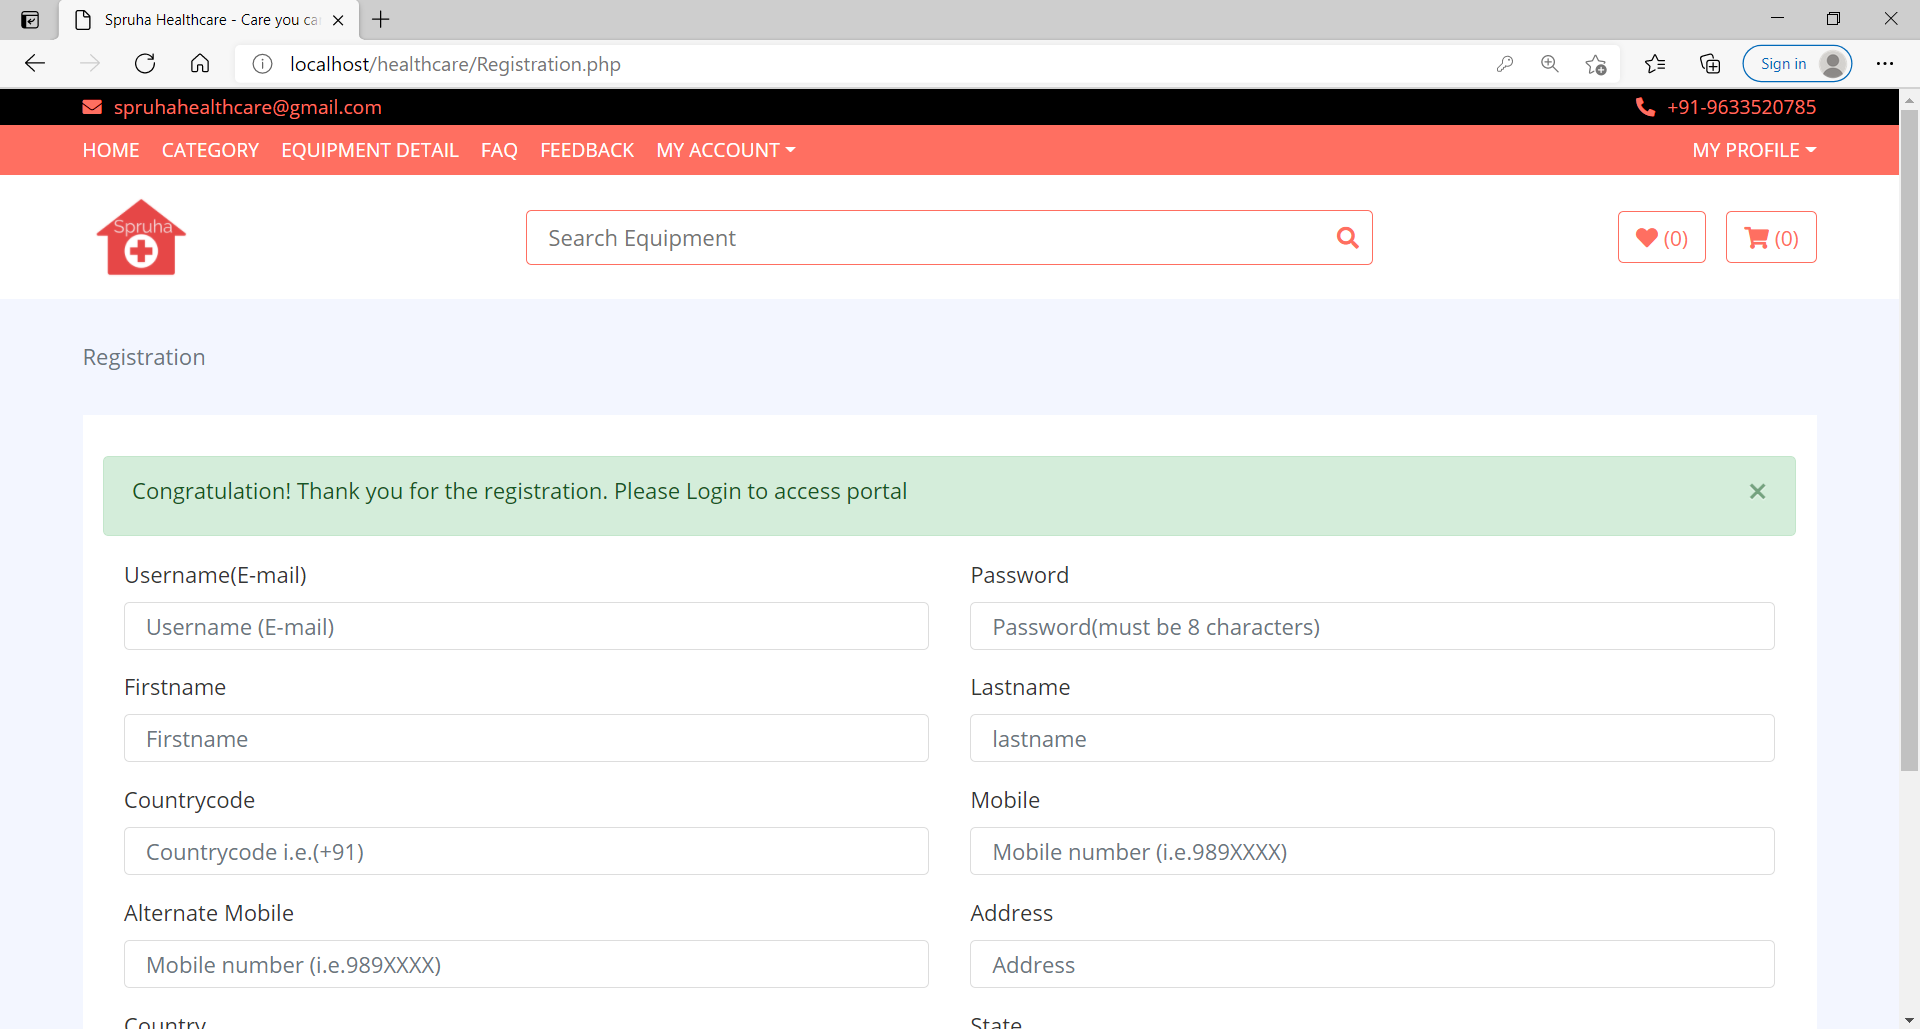 Spruha Healthcare - Care you ca
localhost/healthcare/Registration.php
Sign in
spruhahealthcare@gmail.com
+91-9633520785
HOME CATEGORY EQUIPMENT DETAIL FAQ FEEDBACK MY ACCOUNT MY PROFILE
Spruha
Search Equipment
(0)
(0)
Registration
Congratulation! Thank you for the registration. Please Login to access portal
Username(E-mail) Password
Username (E-mail) Password(must be 8 characters)
Firstname Lastname
Firstname lastname
Countrycode Mobile
Countrycode i.e.(+91) Mobile number (i.e.989XXXX)
Alternate Mobile Address
Mobile number (i.e.989XXXX) Address
Country State